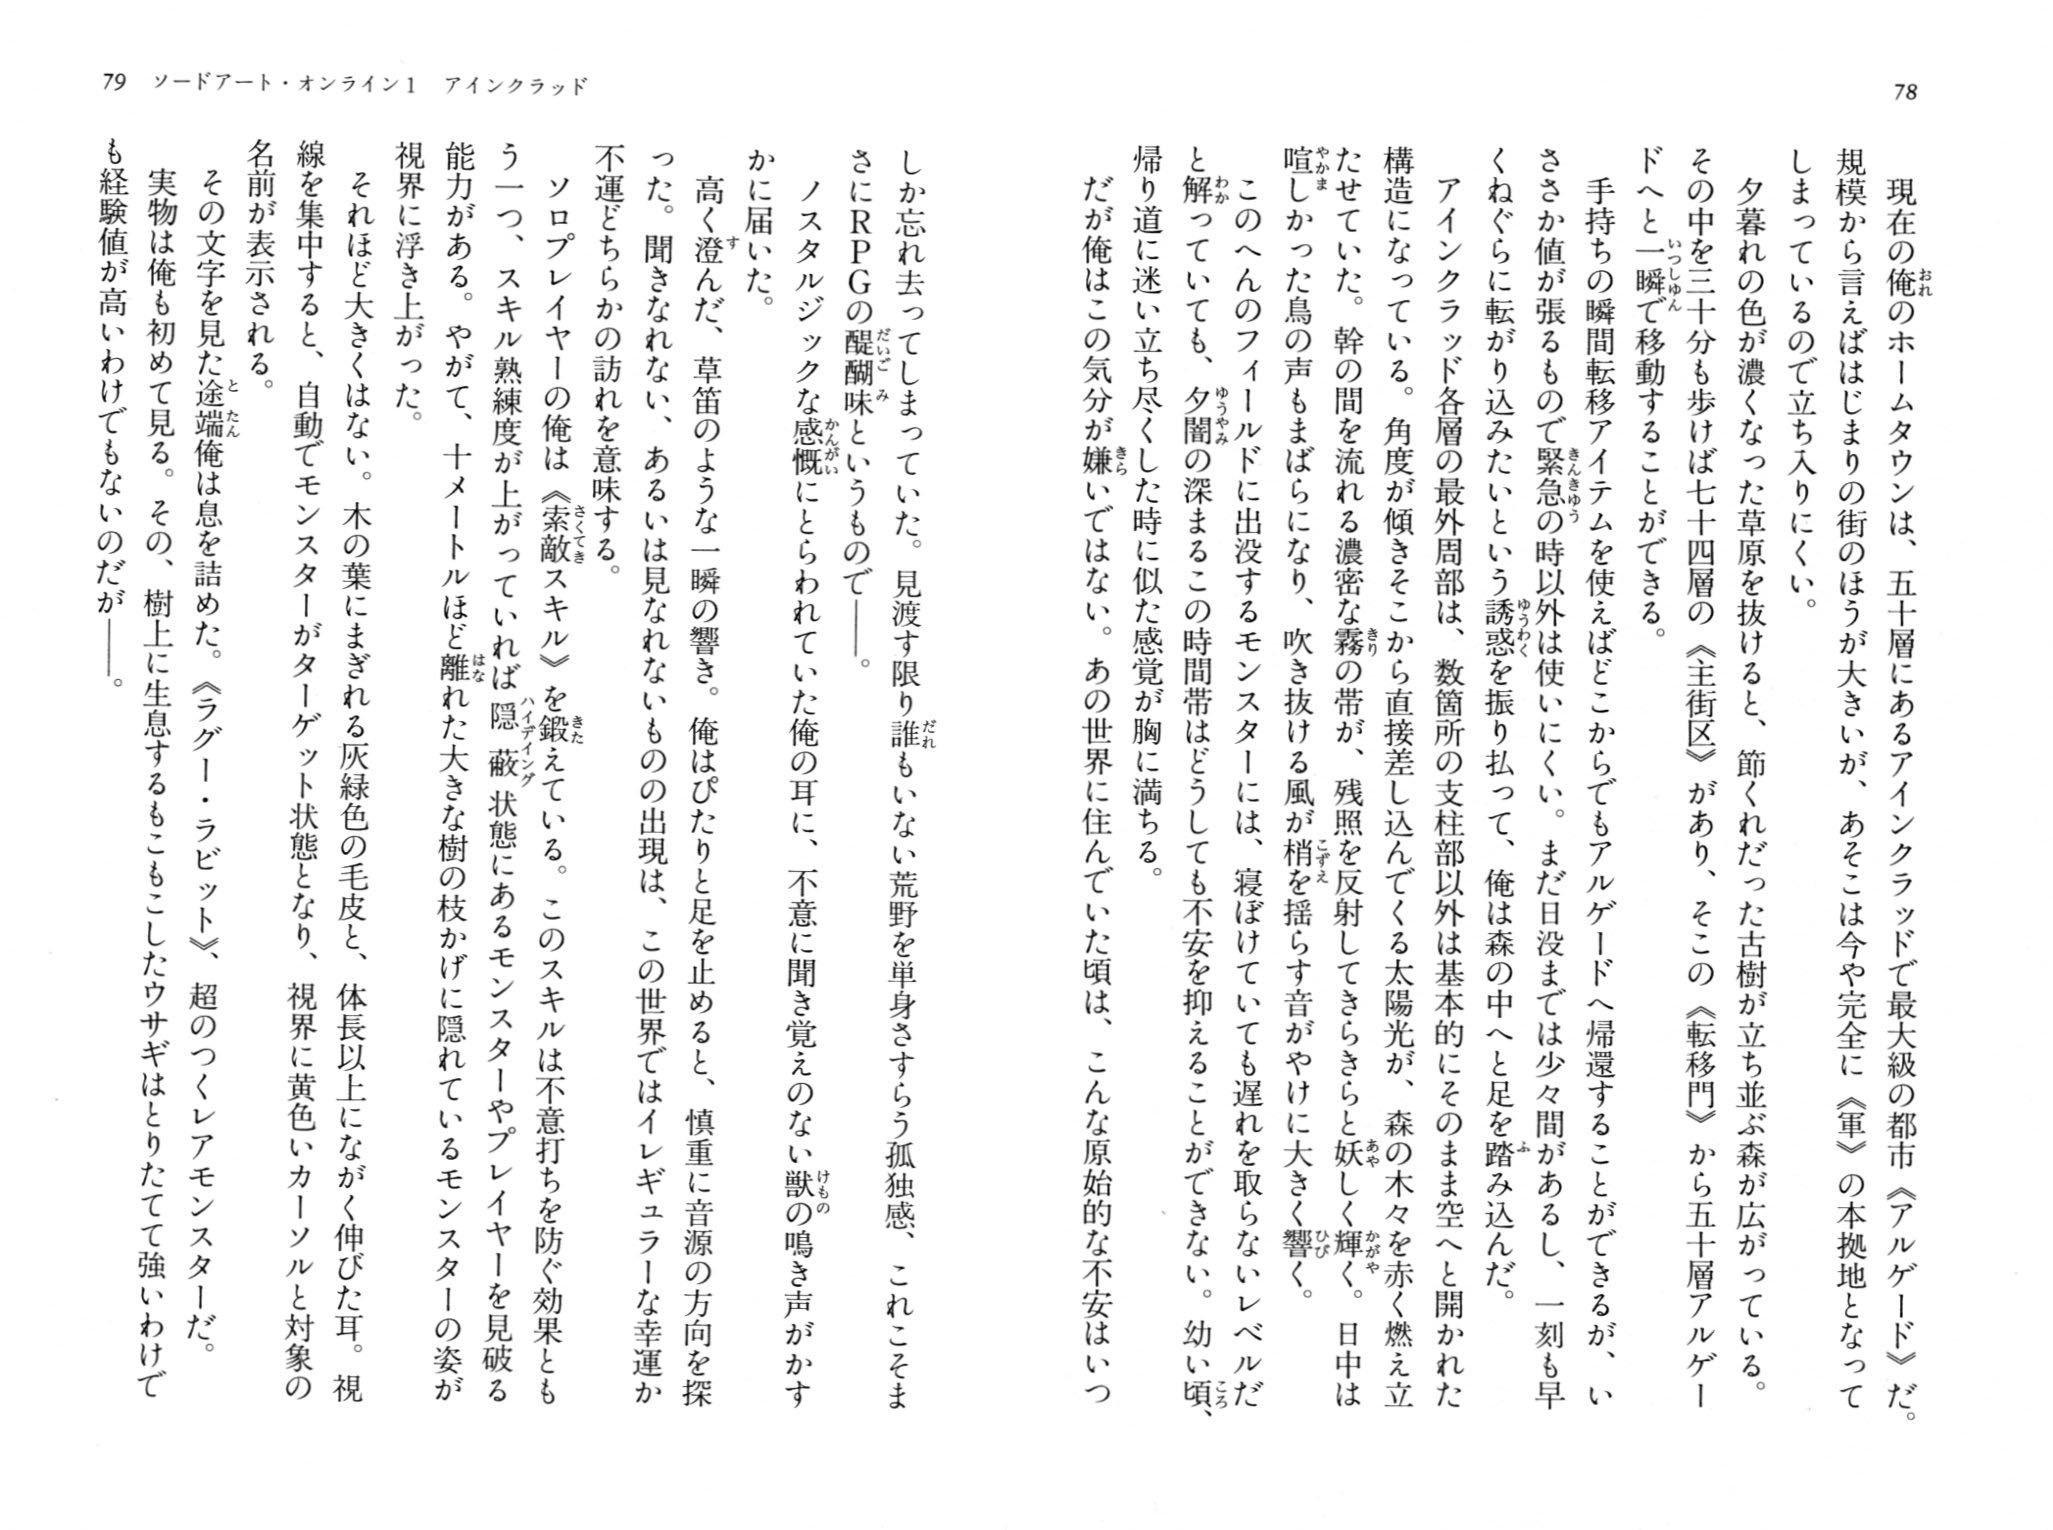 78
現在の俺のホームタウンは、五十層にあるアインクラッドで最大級の都市《アルゲード》だ。
規模から言えばはじまりの街のほうが大きいが、あそこは今や完全に《軍》の本拠地となって
しまっているので立ち入りにくい。
夕暮れの色が濃くなった草原を抜けると、節くれだった古樹が立ち並ぶ森が広がっている。
その中を三十分も歩けば七十四層の《主街区》があり、そこの《転移門》から五十層アルゲー
ドへと一瞬で移動することができる。
手持ちの瞬間転移アイテムを使えばどこからでもアルゲードへ帰還することができるが、い
ささか値が張るもので緊急の時以外は使いにくい。まだ日没までは少々間があるし、一刻も早
くねぐらに転がり込みたいという誘惑を振り払って、俺は森の中へと足を踏み込んだ。
アインクラッド各層の最外周部は、数箇所の支柱部以外は基本的にそのまま空へと開かれた
構造になっている。角度が傾きそこから直接差し込んでくる太陽光が、森の木々を赤く燃え立
たせていた。幹の間を流れる濃密な霧の帯が、残照を反射してきらきらと妖しく輝く。日中は
喧しかった鳥の声もまばらになり、吹き抜ける風が梢を揺らす音がやけに大きく響く。
このへんのフィールドに出没するモンスターには、寝ぼけていても遅れを取らないレベルだ
と解っていても、夕闇の深まるこの時間帯はどうしても不安を抑えることができない。幼い頃、
帰り道に迷い立ち尽くした時に似た感覚が胸に満ちる。
だが俺はこの気分が嫌いではない。あの世界に住んでいた頃は、こんな原始的な不安はいつ
79 ソードアート・オンライン1 アインクラッド
しか忘れ去ってしまっていた。見渡す限り誰もいない荒野を単身さすらう孤独感、これこそま
さにRPGの醍醐味というもので――。
ノスタルジックな感慨にとらわれていた俺の耳に、不意に聞き覚えのない獣の鳴き声がかす
かに届いた。
高く澄んだ、草笛のような一瞬の響き。俺はぴたりと足を止めると、慎重に音源の方向を探
った。聞きなれない、あるいは見なれないものの出現は、この世界ではイレギュラーな幸運か
不運どちらかの訪れを意味する。
ソロプレイヤーの俺は《索敵スキル》を鍛えている。このスキルは不意打ちを防ぐ効果とも
う一つ、スキル熟練度が上がっていれば隠蔽状態にあるモンスターやプレイヤーを見破る
能力がある。やがて、十メートルほど離れた大きな樹の枝かげに隠れているモンスターの姿が
視界に浮き上がった。
それほど大きくはない。木の葉にまぎれる灰緑色の毛皮と、体長以上にながく伸びた耳。視
線を集中すると、自動でモンスターがターゲット状態となり、視界に黄色いカーソルと対象の
名前が表示される。
その文字を見た途端俺は息を詰めた。《ラグー・ラビット》、超のつくレアモンスターだ。
実物は俺も初めて見る。その、樹上に生息するもこもこしたウサギはとりたてて強いわけで
も経験値が高いわけでもないのだが――。